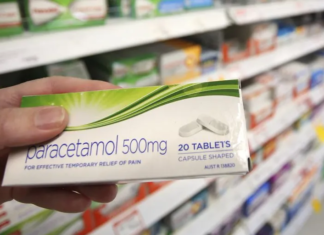 paracetamol 500mg
FOR EFFECTIVE TEMPORARY RELIEF OF PAIN
20 TABLETS
CAPSULE SHAPED